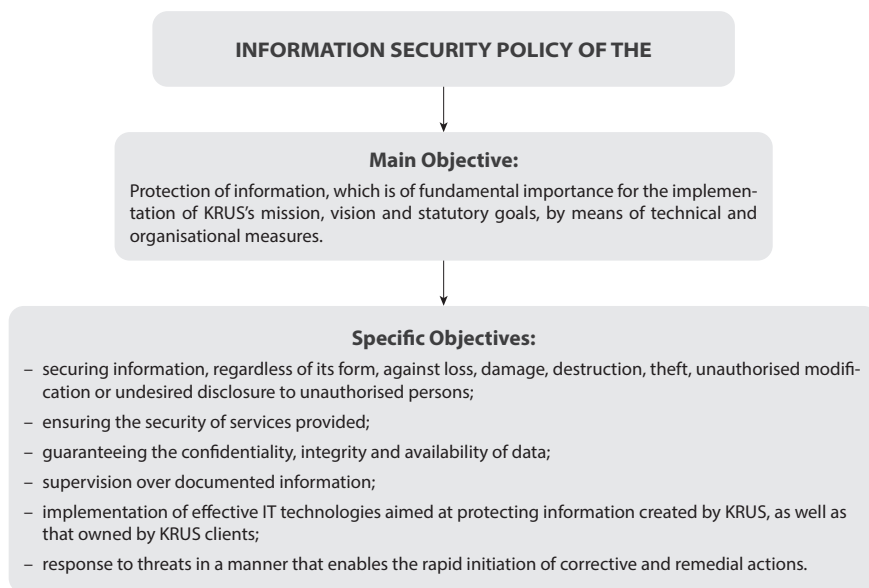 INFORMATION SECURITY POLICY OF THE
Main Objective:
Protection of information, which is of fundamental importance for the implemen-
tation of KRUS's mission, vision and statutory goals, by means of technical and
organisational measures.
Specific Objectives:
– securing information, regardless of its form, against loss, damage, destruction, theft, unauthorised modifi-
cation or undesired disclosure to unauthorised persons;
– ensuring the security of services provided;
– guaranteeing the confidentiality, integrity and availability of data;
– supervision over documented information;
– implementation of effective IT technologies aimed at protecting information created by KRUS, as well as
that owned by KRUS clients;
– response to threats in a manner that enables the rapid initiation of corrective and remedial actions.